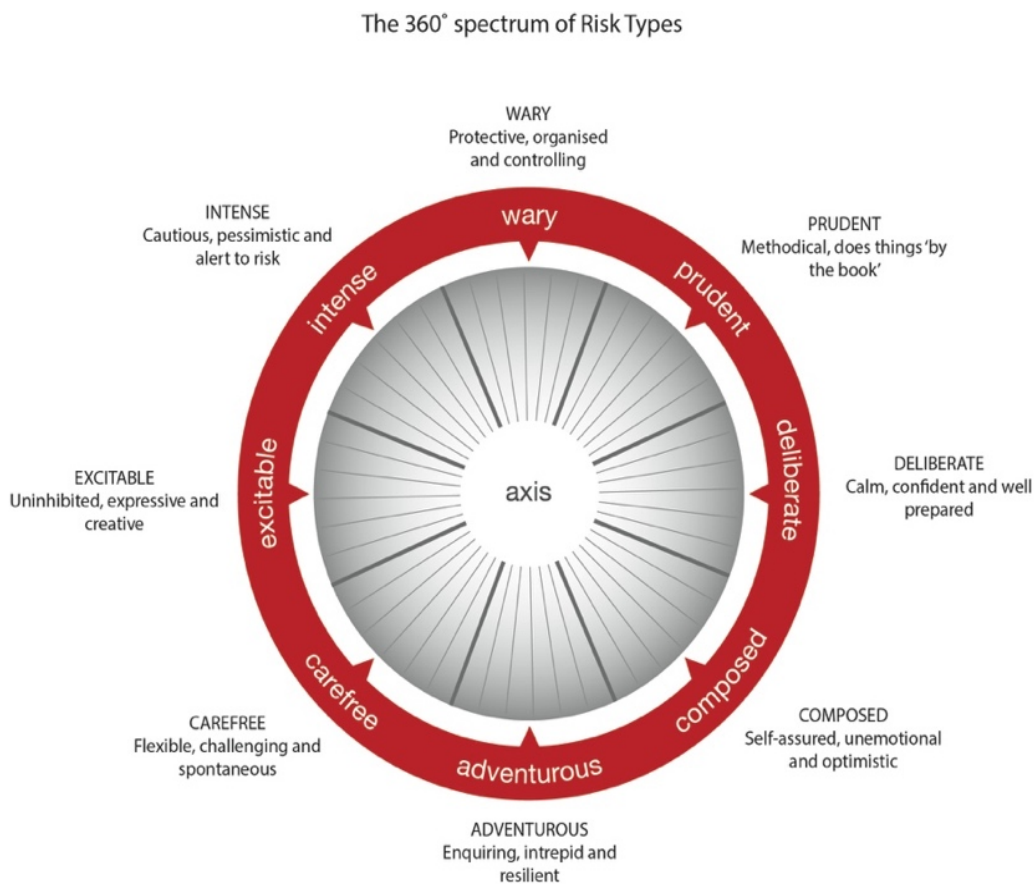 The 360˚ spectrum of Risk Types
WARY
Protective, organised
and controlling
INTENSE
Cautious, pessimistic and
alert to risk
PRUDENT
Methodical, does things ‘by
the book’
wary
intense
prudent
EXCITABLE
Uninhibited, expressive and
creative
excitable
axis
deliberate
DELIBERATE
Calm, confident and well
prepared
carefree
composed
adventurous
CAREFREE
Flexible, challenging and
spontaneous
COMPOSED
Self-assured, unemotional
and optimistic
ADVENTUROUS
Enquiring, intrepid and
resilient